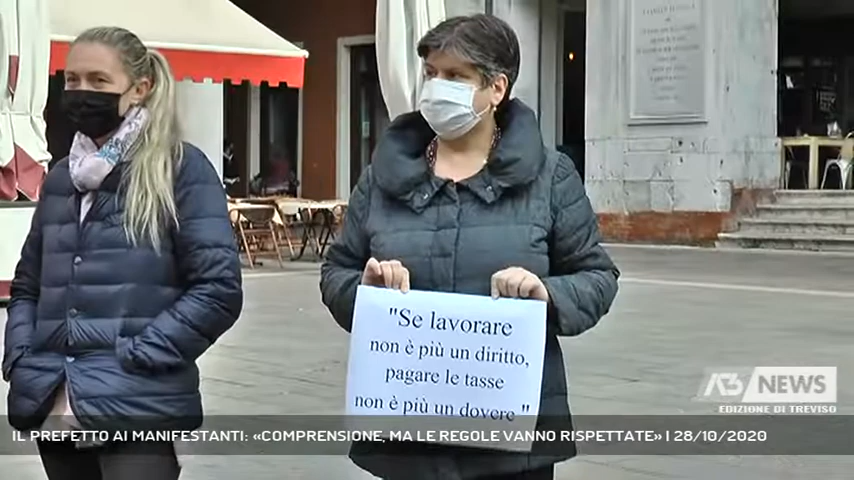 "Se lavorare
non è più un diritto,
pagare le tasse
non è più un dovere "
A3 NEWS
EDIZIONE DI TREVISO
IL PREFETTO AI MANIFESTANTI: «COMPRENSIONE, MA LE REGOLE VANNO RISPETTATE» | 28/10/2020